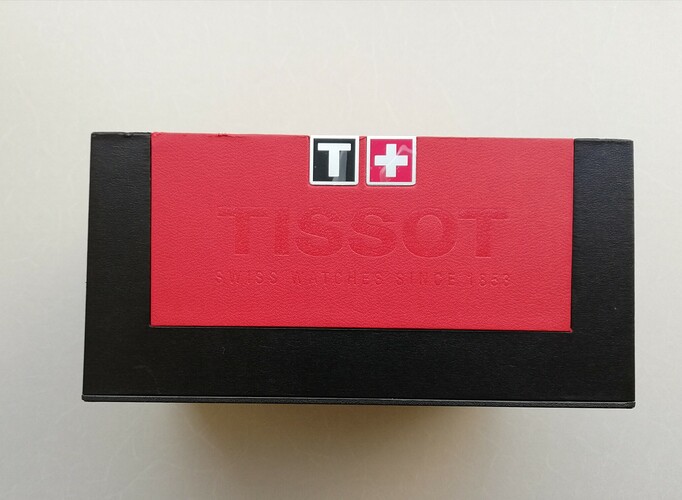 T+
TISSOT
SWISS WATCHES SINCE 1853